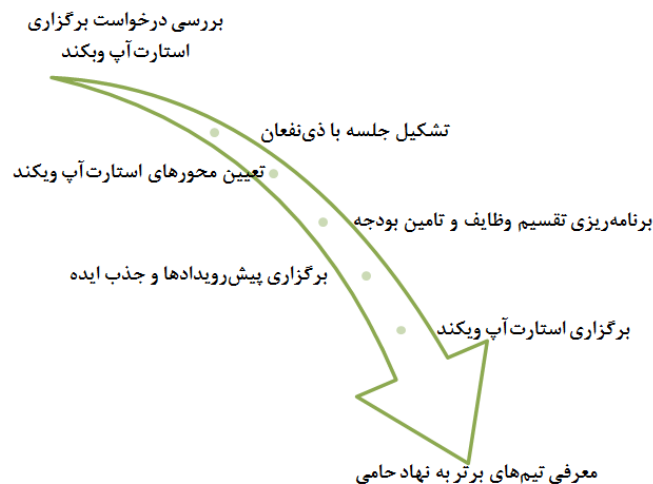 بررسی درخواست برگزاری
استارت‌آپ ویکند
تشکیل جلسه با ذی‌نفعان
تعیین محورهای استارت‌آپ ویکند
برنامه‌ریزی تقسیم وظایف و تامین بودجه
برگزاری پیش‌رویدادها و جذب ایده
برگزاری استارت‌آپ ویکند
معرفی تیم‌های برتر به نهاد حامی